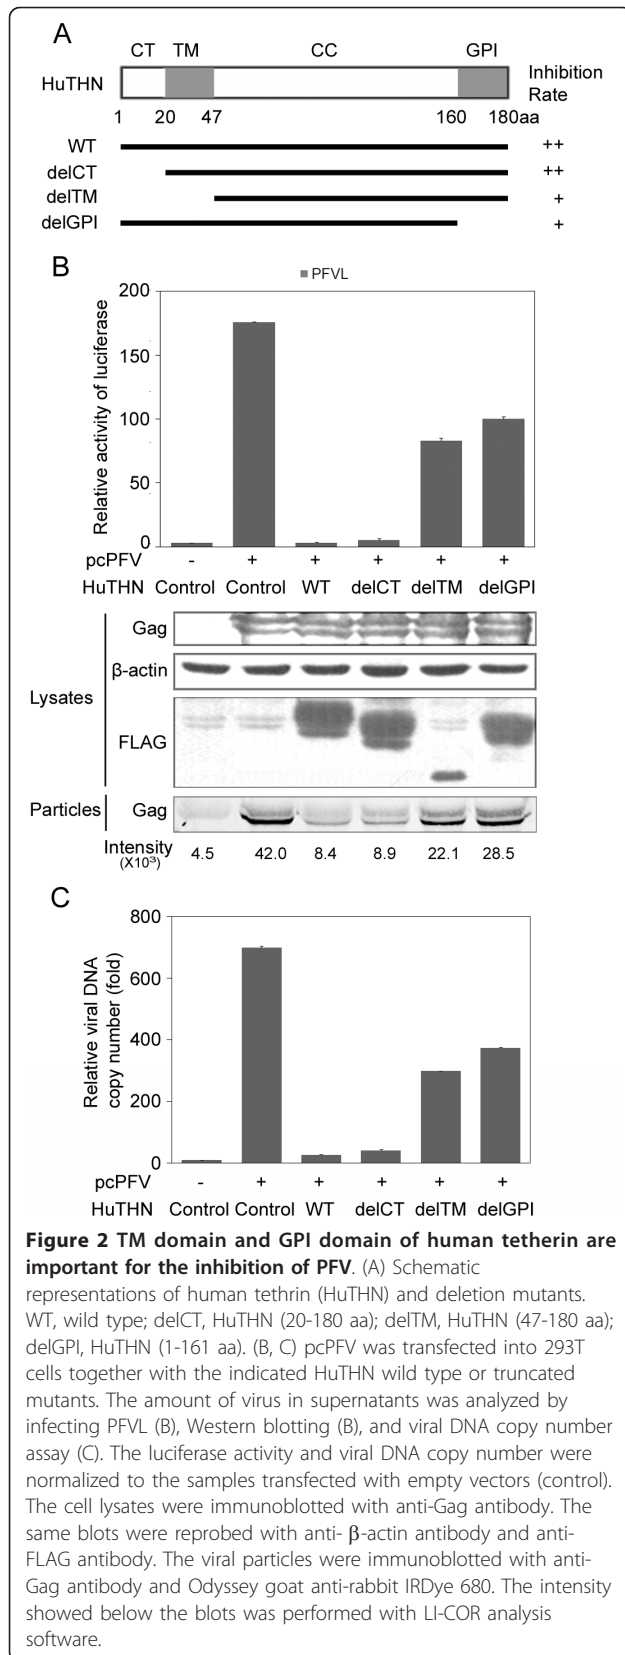 A
CT TM CC GPI
HuTHN
Inhibition
Rate
1 20 47 160 180aa
WT ++
delCT ++
delTM +
delGPI +
B
PFVL
Relative activity of luciferase
200
150
100
50
0
pcPFV - + + + + +
HuTHN Control Control WT delCT delTM delGPI
Lysates
Gag
β-actin
FLAG
Particles Gag
Intensity 4.5 42.0 8.4 8.9 22.1 28.5
(X10³)
C
Relative viral DNA
copy number (fold)
800
600
400
200
0
pcPFV - + + + + +
HuTHN Control Control WT delCT delTM delGPI
Figure 2 TM domain and GPI domain of human tetherin are
important for the inhibition of PFV. (A) Schematic
representations of human tethrin (HuTHN) and deletion mutants.
WT, wild type; delCT, HuTHN (20-180 aa); delTM, HuTHN (47-180 aa);
delGPI, HuTHN (1-161 aa). (B, C) pcPFV was transfected into 293T
cells together with the indicated HuTHN wild type or truncated
mutants. The amount of virus in supernatants was analyzed by
infecting PFVL (B), Western blotting (B), and viral DNA copy number
assay (C). The luciferase activity and viral DNA copy number were
normalized to the samples transfected with empty vectors (control).
The cell lysates were immunoblotted with anti-Gag antibody. The
same blots were reprobed with anti- β-actin antibody and anti-
FLAG antibody. The viral particles were immunoblotted with anti-
Gag antibody and Odyssey goat anti-rabbit IRDye 680. The intensity
showed below the blots was performed with LI-COR analysis
software.